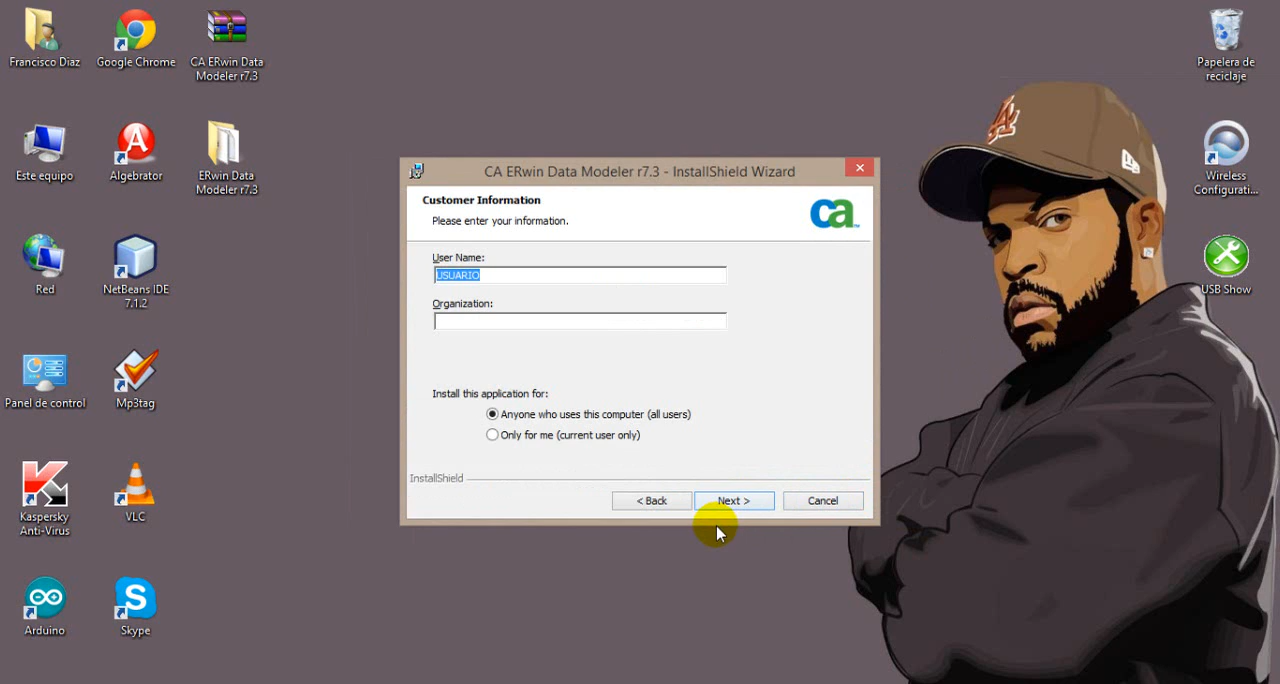 Francisco Diaz
Google Chrome
CA ERwin Data
Modeler r7.3
Este equipo
Algebrator
ERwin Data
Modeler r7.3
Red
NetBeans IDE
7.1.2
Panel de control
Mp3tag
Kaspersky
Anti-Virus
VLC
Arduino
Skype
CA ERwin Data Modeler r7.3 - InstallShield Wizard
Customer Information
Please enter your information.
ca
User Name:
USUARIO
Organization:
Install this application for:
Anyone who uses this computer (all users)
Only for me (current user only)
InstallShield
< Back
Next >
Cancel
Papelera de
reciclaje
Wireless
Configurati...
USB Show